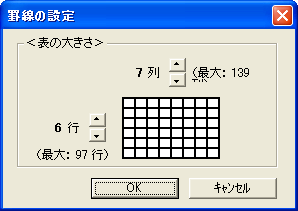 罫線の設定
＜表の大きさ＞
7 列
(最大: 139
6 行
(最大: 97 行)
OK
ｷｬﾝｾﾙ